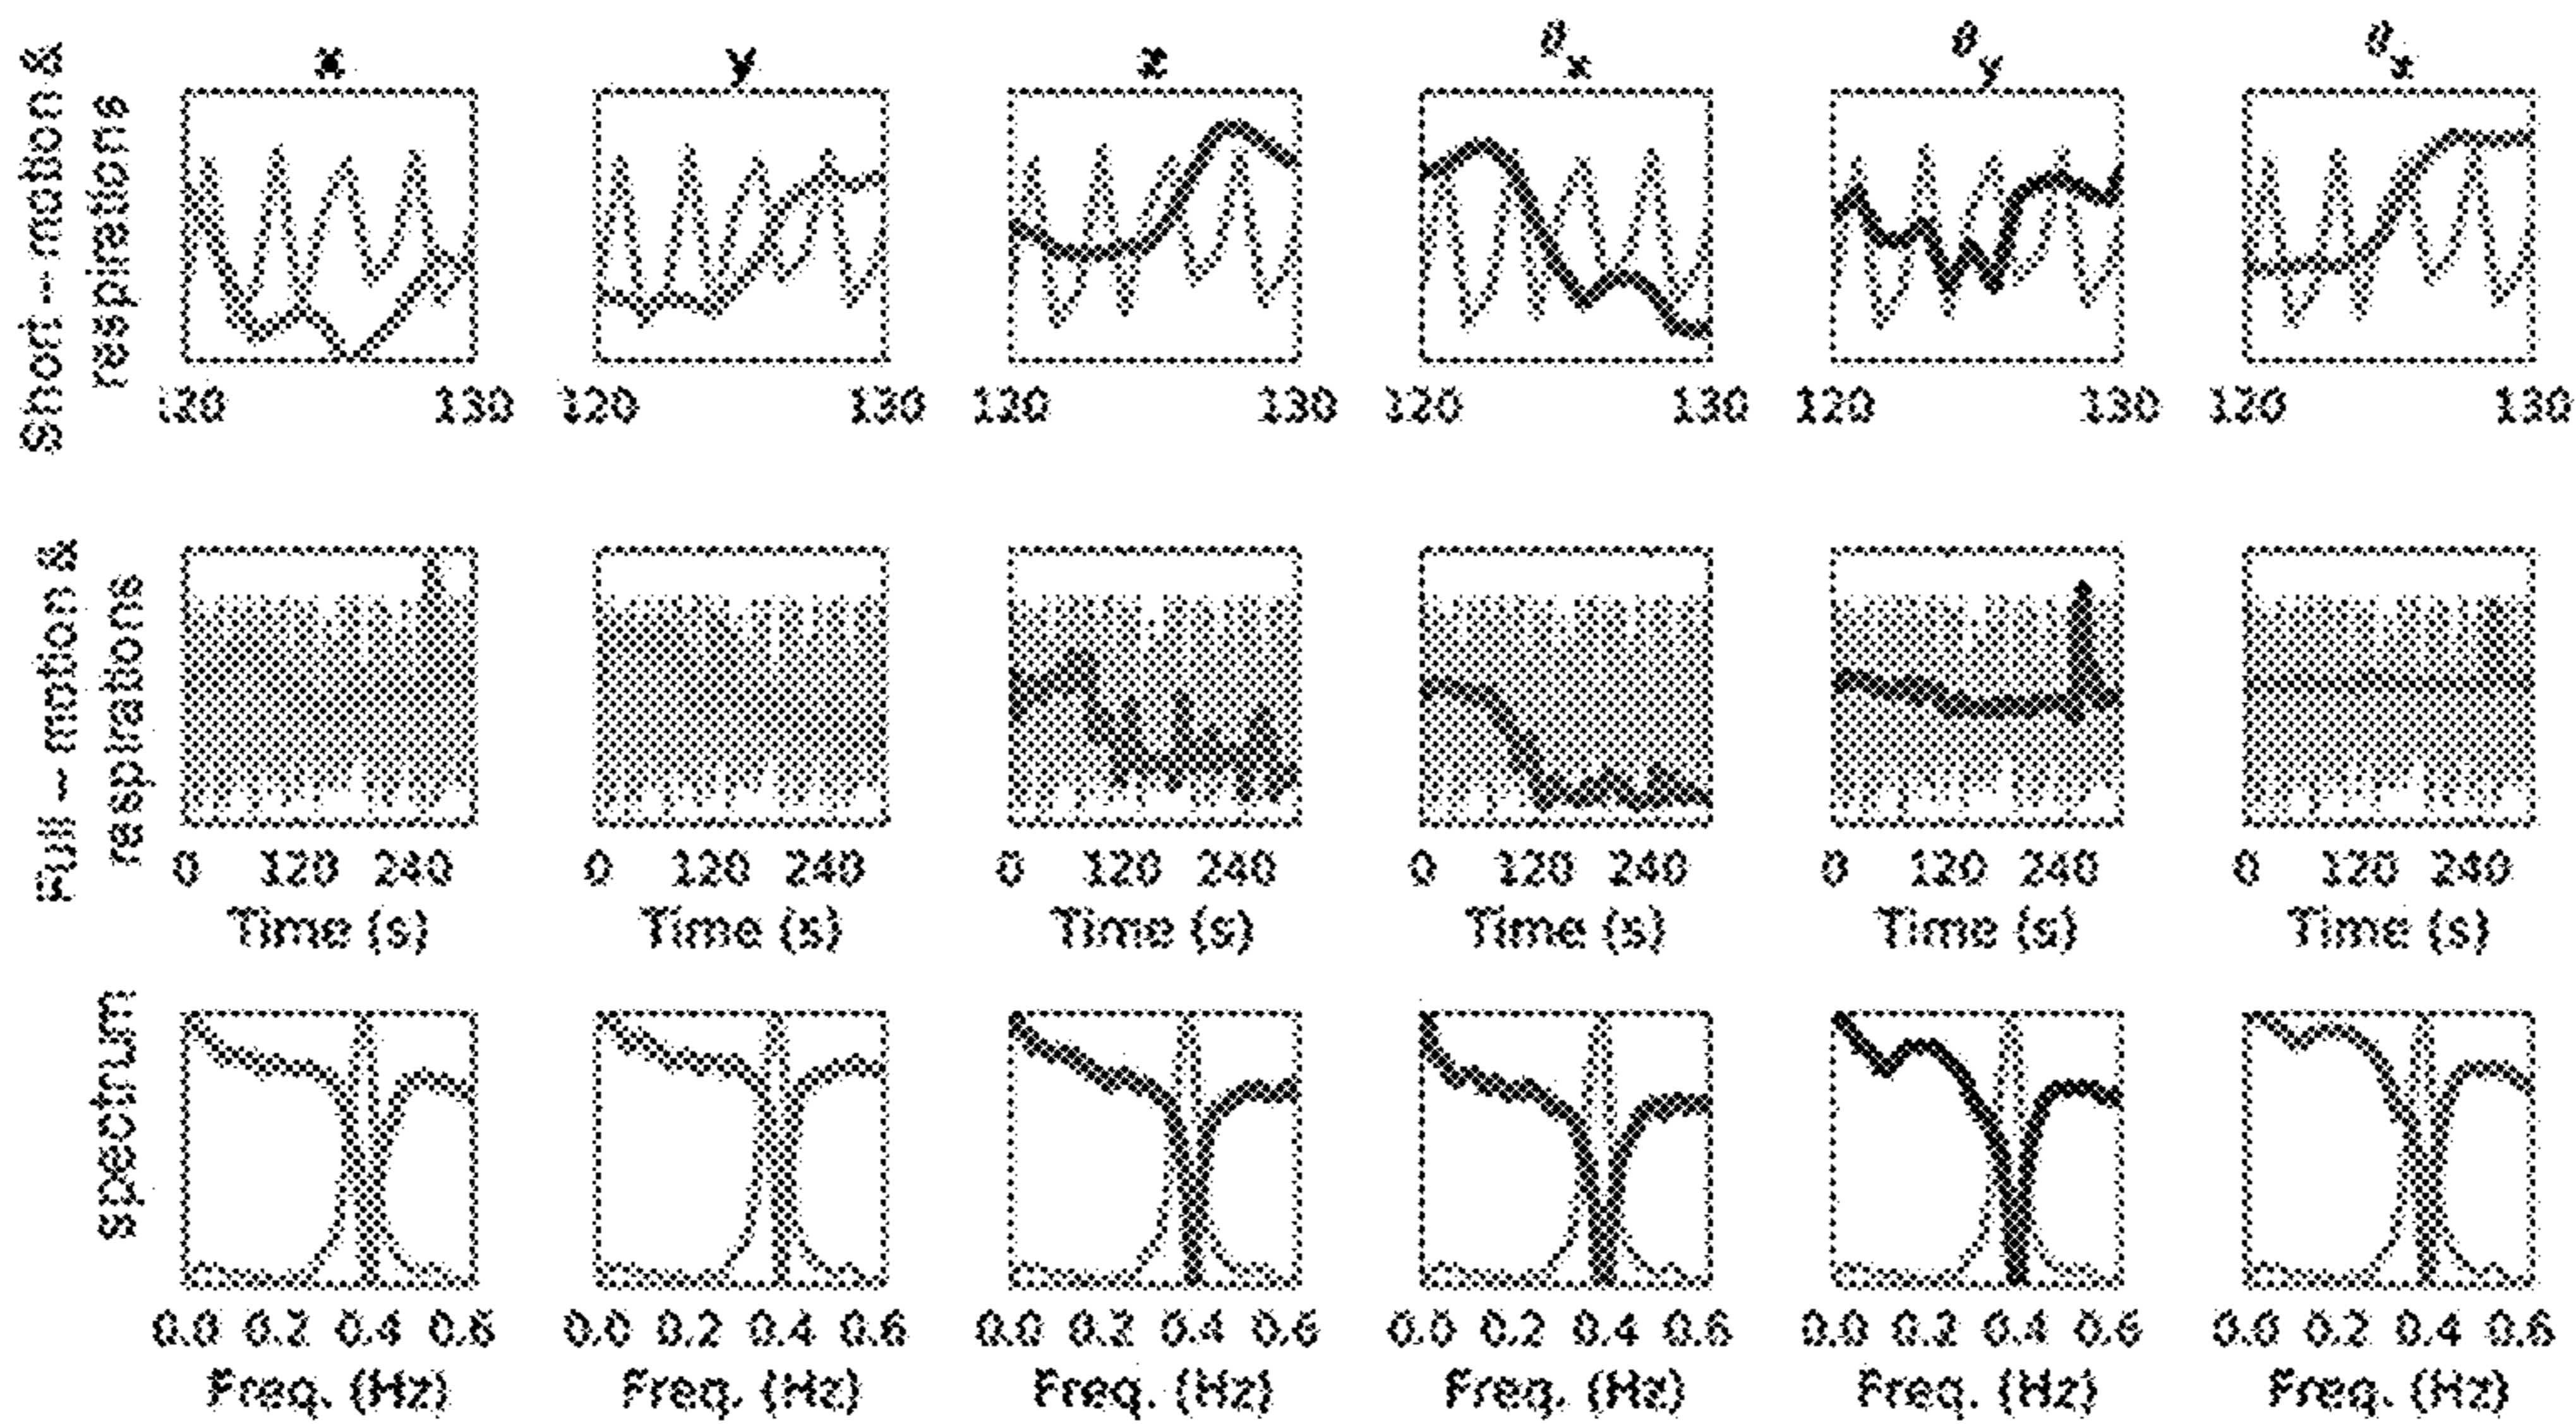 x y z θx θy θx
Short – motion &
respirations
120 130 120 130 120 130 120 130 120 130 120 130
Full – motion &
respirations
0 120 240 0 120 240 0 120 240 0 120 240 0 120 240 0 120 240
Time (s) Time (s) Time (s) Time (s) Time (s) Time (s)
spectrum
0.0 0.2 0.4 0.6 0.0 0.2 0.4 0.6 0.0 0.2 0.4 0.6 0.0 0.2 0.4 0.6 0.0 0.2 0.4 0.6 0.0 0.2 0.4 0.6
Freq. (Hz) Freq. (Hz) Freq. (Hz) Freq. (Hz) Freq. (Hz) Freq. (Hz)